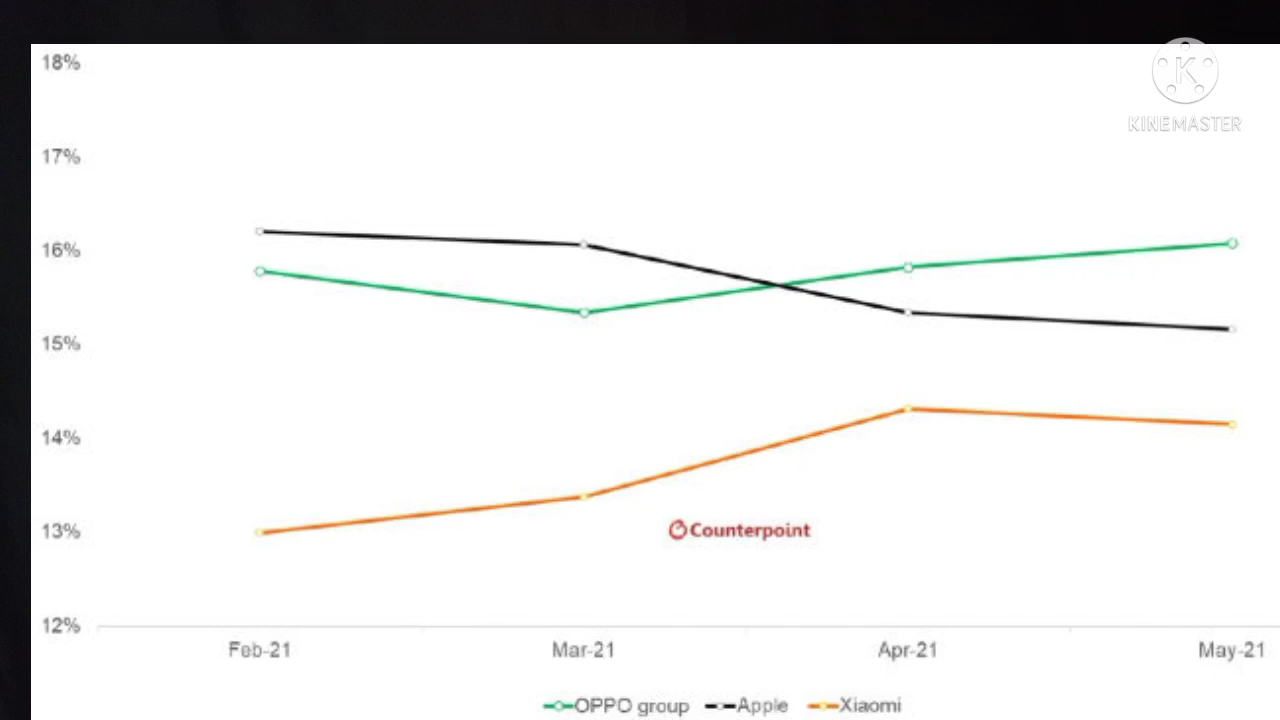 18%
KINEMASTER
17%
16%
15%
14%
13%
Counterpoint
12%
Feb-21 Mar-21 Apr-21 May-21
OPPO group Apple Xiaomi